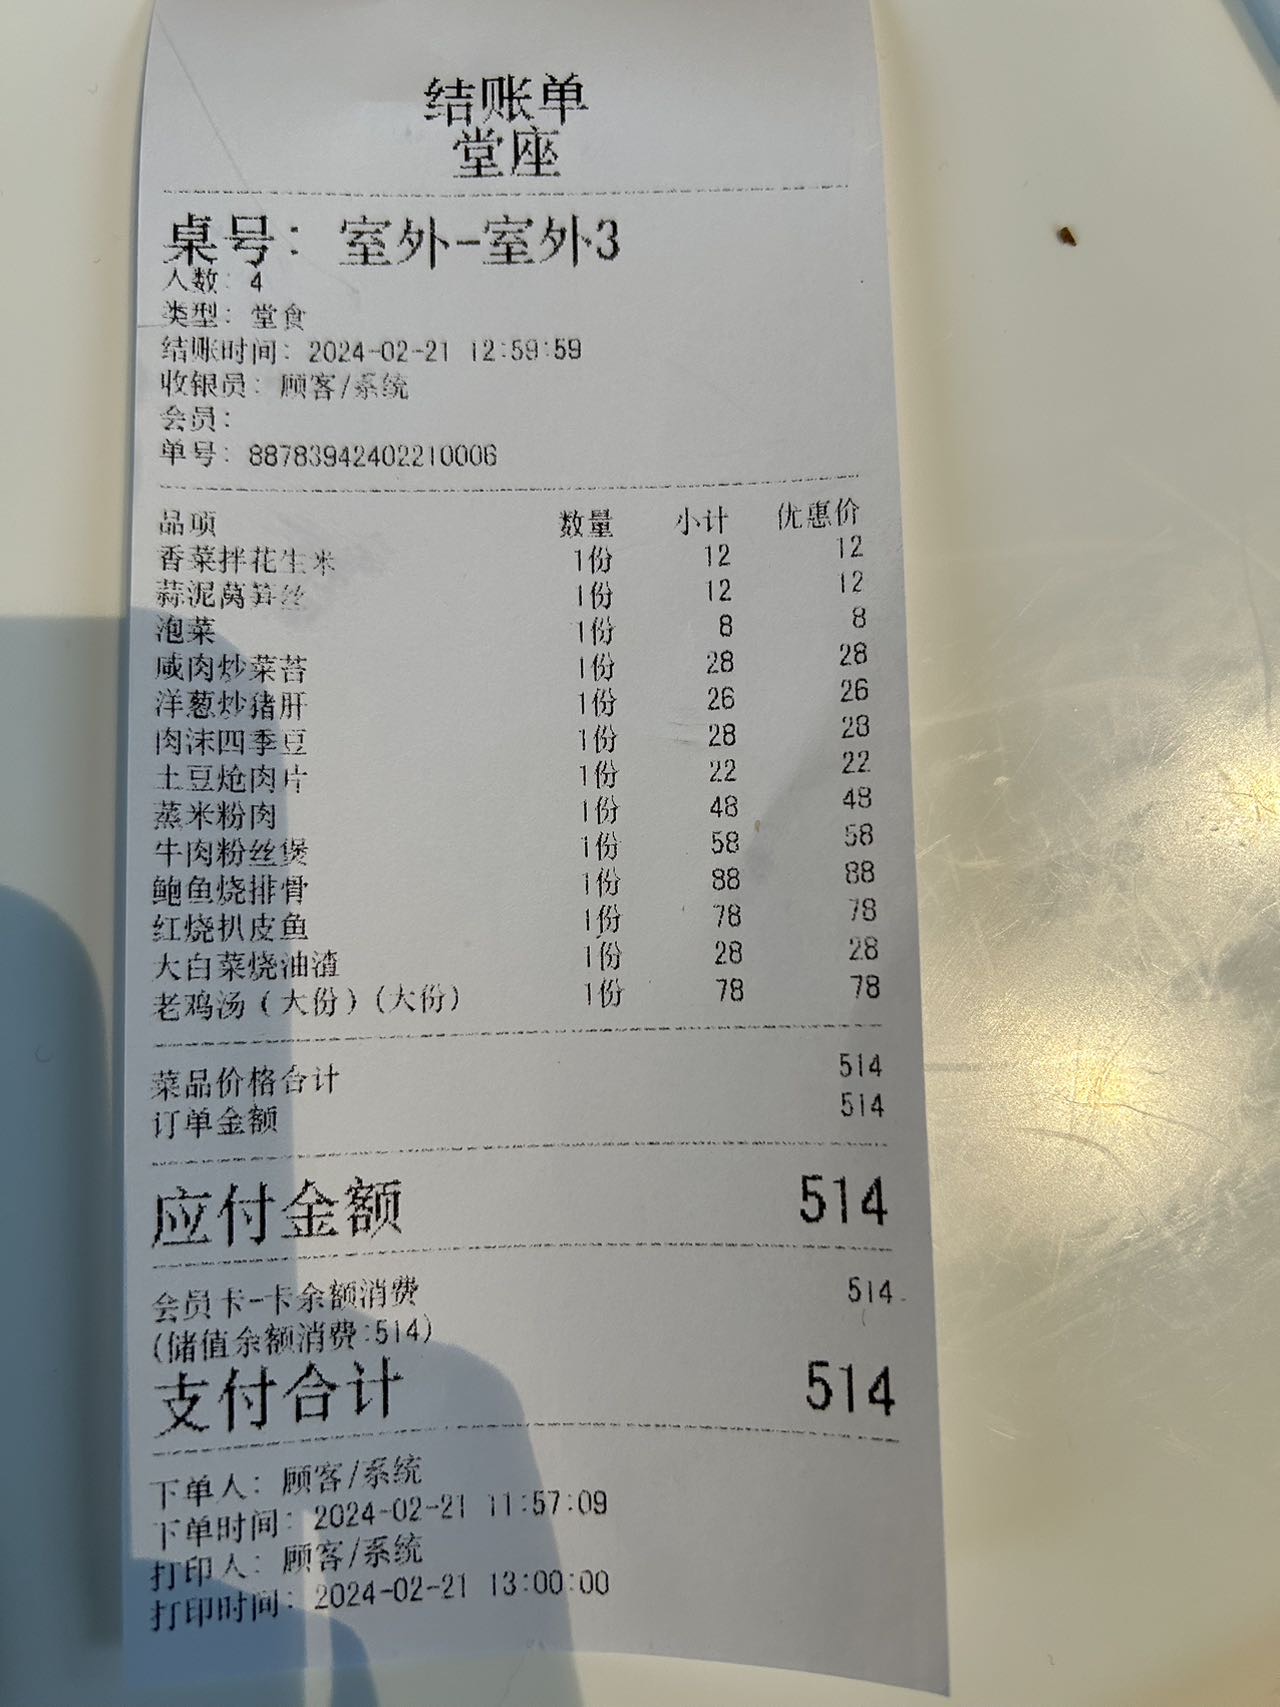 结账单
堂座
桌号: 室外-室外3
人数: 4
类型: 堂食
结账时间: 2024-02-21 12:59:59
收银员: 顾客/系统
会员:
单号: 88783942402210006
品项 数量 小计 优惠价
香菜拌花生米 1份 12 12
蒜泥莴笋丝 1份 12 12
泡菜 1份 8 8
咸肉炒菜苔 1份 28 28
洋葱炒猪肝 1份 26 26
肉沫四季豆 1份 28 28
土豆炝肉片 1份 22 22
蒸米粉肉 1份 48 48
牛肉粉丝煲 1份 58 58
鲍鱼烧排骨 1份 88 88
红烧扒皮鱼 1份 78 78
大白菜烧油渣 1份 28 28
老鸡汤(大份)(大份) 1份 78 78
菜品价格合计 514
订单金额 514
应付金额 514
会员卡-卡余额消费 514
(储值余额消费:514)
支付合计 514
下单人: 顾客/系统
下单时间: 2024-02-21 11:57:09
打印人: 顾客/系统
打印时间: 2024-02-21 13:00:00